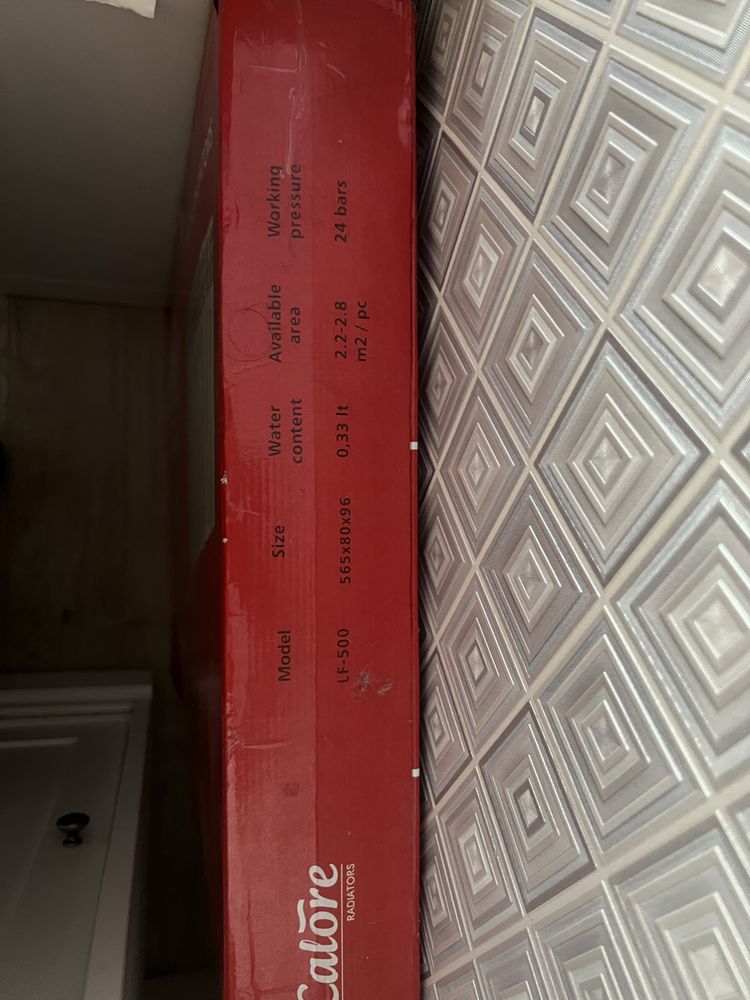 Calore
RADIATORS
Model
Size
Water
content
Available
area
Working
pressure
LF-500
565x80x96
0,33 lt
2.2-2.8
m2 / pc
24 bars